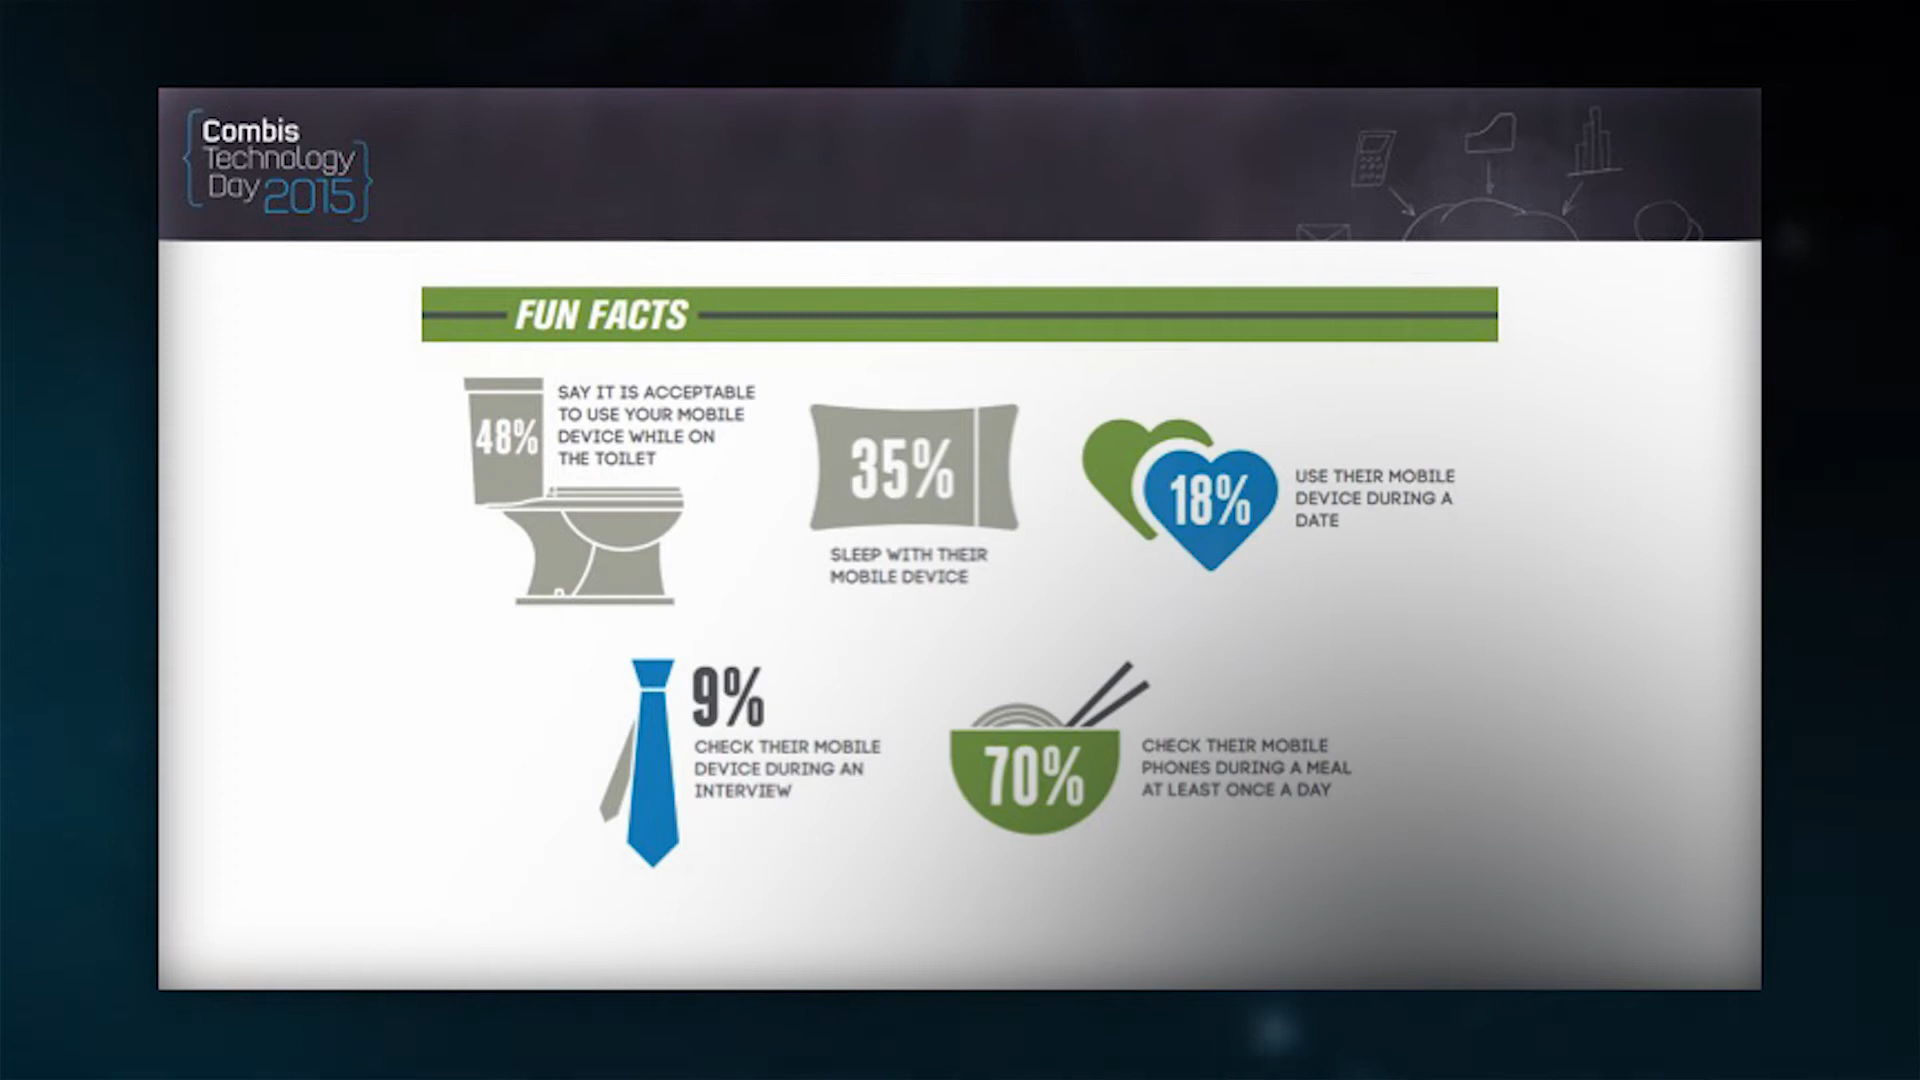 Combis
Technology
Day 2015
FUN FACTS
48%
SAY IT IS ACCEPTABLE
TO USE YOUR MOBILE
DEVICE WHILE ON
THE TOILET
35%
SLEEP WITH THEIR
MOBILE DEVICE
18%
USE THEIR MOBILE
DEVICE DURING A
DATE
9%
CHECK THEIR MOBILE
DEVICE DURING AN
INTERVIEW
70%
CHECK THEIR MOBILE
PHONES DURING A MEAL
AT LEAST ONCE A DAY